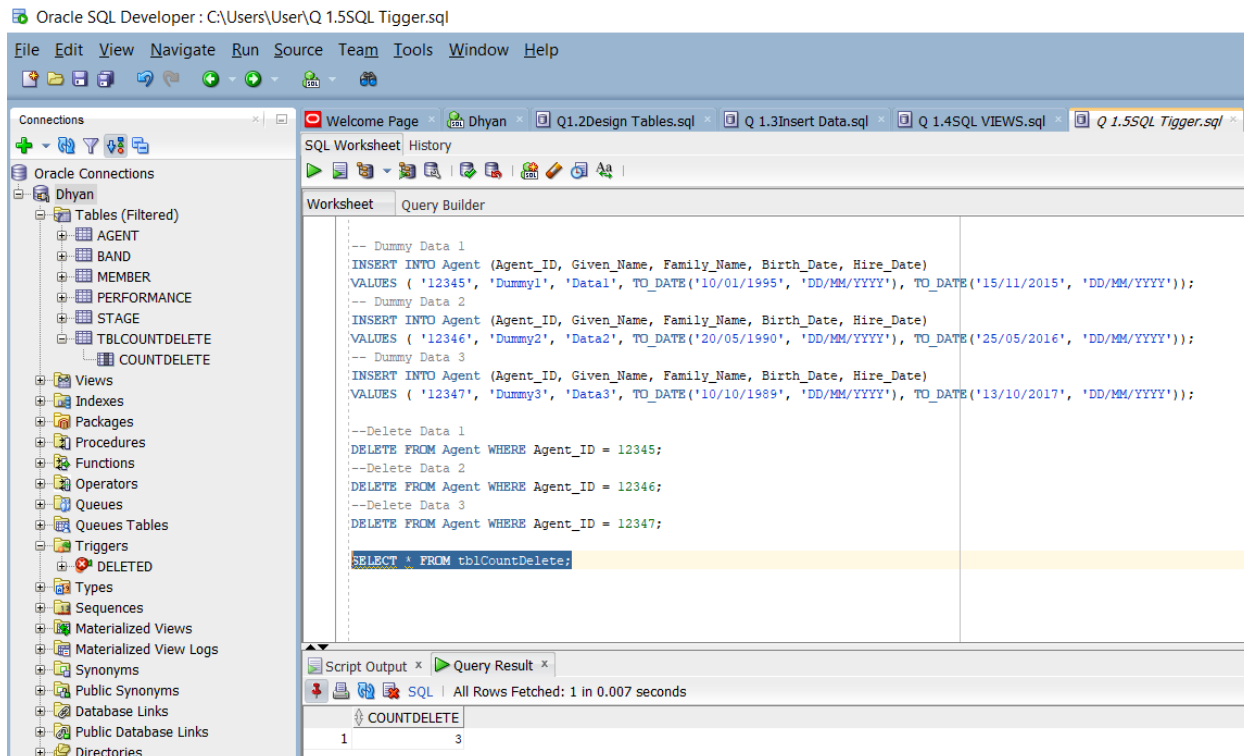 Oracle SQL Developer : C:\Users\User\Q 1.5SQL Tigger.sql
File Edit View Navigate Run Source Team Tools Window Help
Connections
Welcome Page
Dhyan
Q1.2Design Tables.sql
Q 1.3Insert Data.sql
Q 1.4SQL VIEWS.sql
Q 1.5SQL Tigger.sql
SQL Worksheet History
Oracle Connections
Dhyan
Tables (Filtered)
AGENT
BAND
MEMBER
PERFORMANCE
STAGE
TBLCOUNTDELETE
COUNTDELETE
Views
Indexes
Packages
Procedures
Functions
Operators
Queues
Queues Tables
Triggers
DELETED
Types
Sequences
Materialized Views
Materialized View Logs
Synonyms
Public Synonyms
Database Links
Public Database Links
Directories
Worksheet Query Builder
-- Dummy Data 1
INSERT INTO Agent (Agent_ID, Given_Name, Family_Name, Birth_Date, Hire_Date)
VALUES ( '12345', 'Dummy1', 'Data1', TO_DATE('10/01/1995', 'DD/MM/YYYY'), TO_DATE('15/11/2015', 'DD/MM/YYYY'));
-- Dummy Data 2
INSERT INTO Agent (Agent_ID, Given_Name, Family_Name, Birth_Date, Hire_Date)
VALUES ( '12346', 'Dummy2', 'Data2', TO_DATE('20/05/1990', 'DD/MM/YYYY'), TO_DATE('25/05/2016', 'DD/MM/YYYY'));
-- Dummy Data 3
INSERT INTO Agent (Agent_ID, Given_Name, Family_Name, Birth_Date, Hire_Date)
VALUES ( '12347', 'Dummy3', 'Data3', TO_DATE('10/10/1989', 'DD/MM/YYYY'), TO_DATE('13/10/2017', 'DD/MM/YYYY'));
--Delete Data 1
DELETE FROM Agent WHERE Agent_ID = 12345;
--Delete Data 2
DELETE FROM Agent WHERE Agent_ID = 12346;
--Delete Data 3
DELETE FROM Agent WHERE Agent_ID = 12347;
SELECT * FROM tblCountDelete;
Script Output Query Result
SQL | All Rows Fetched: 1 in 0.007 seconds
COUNTDELETE
1 3